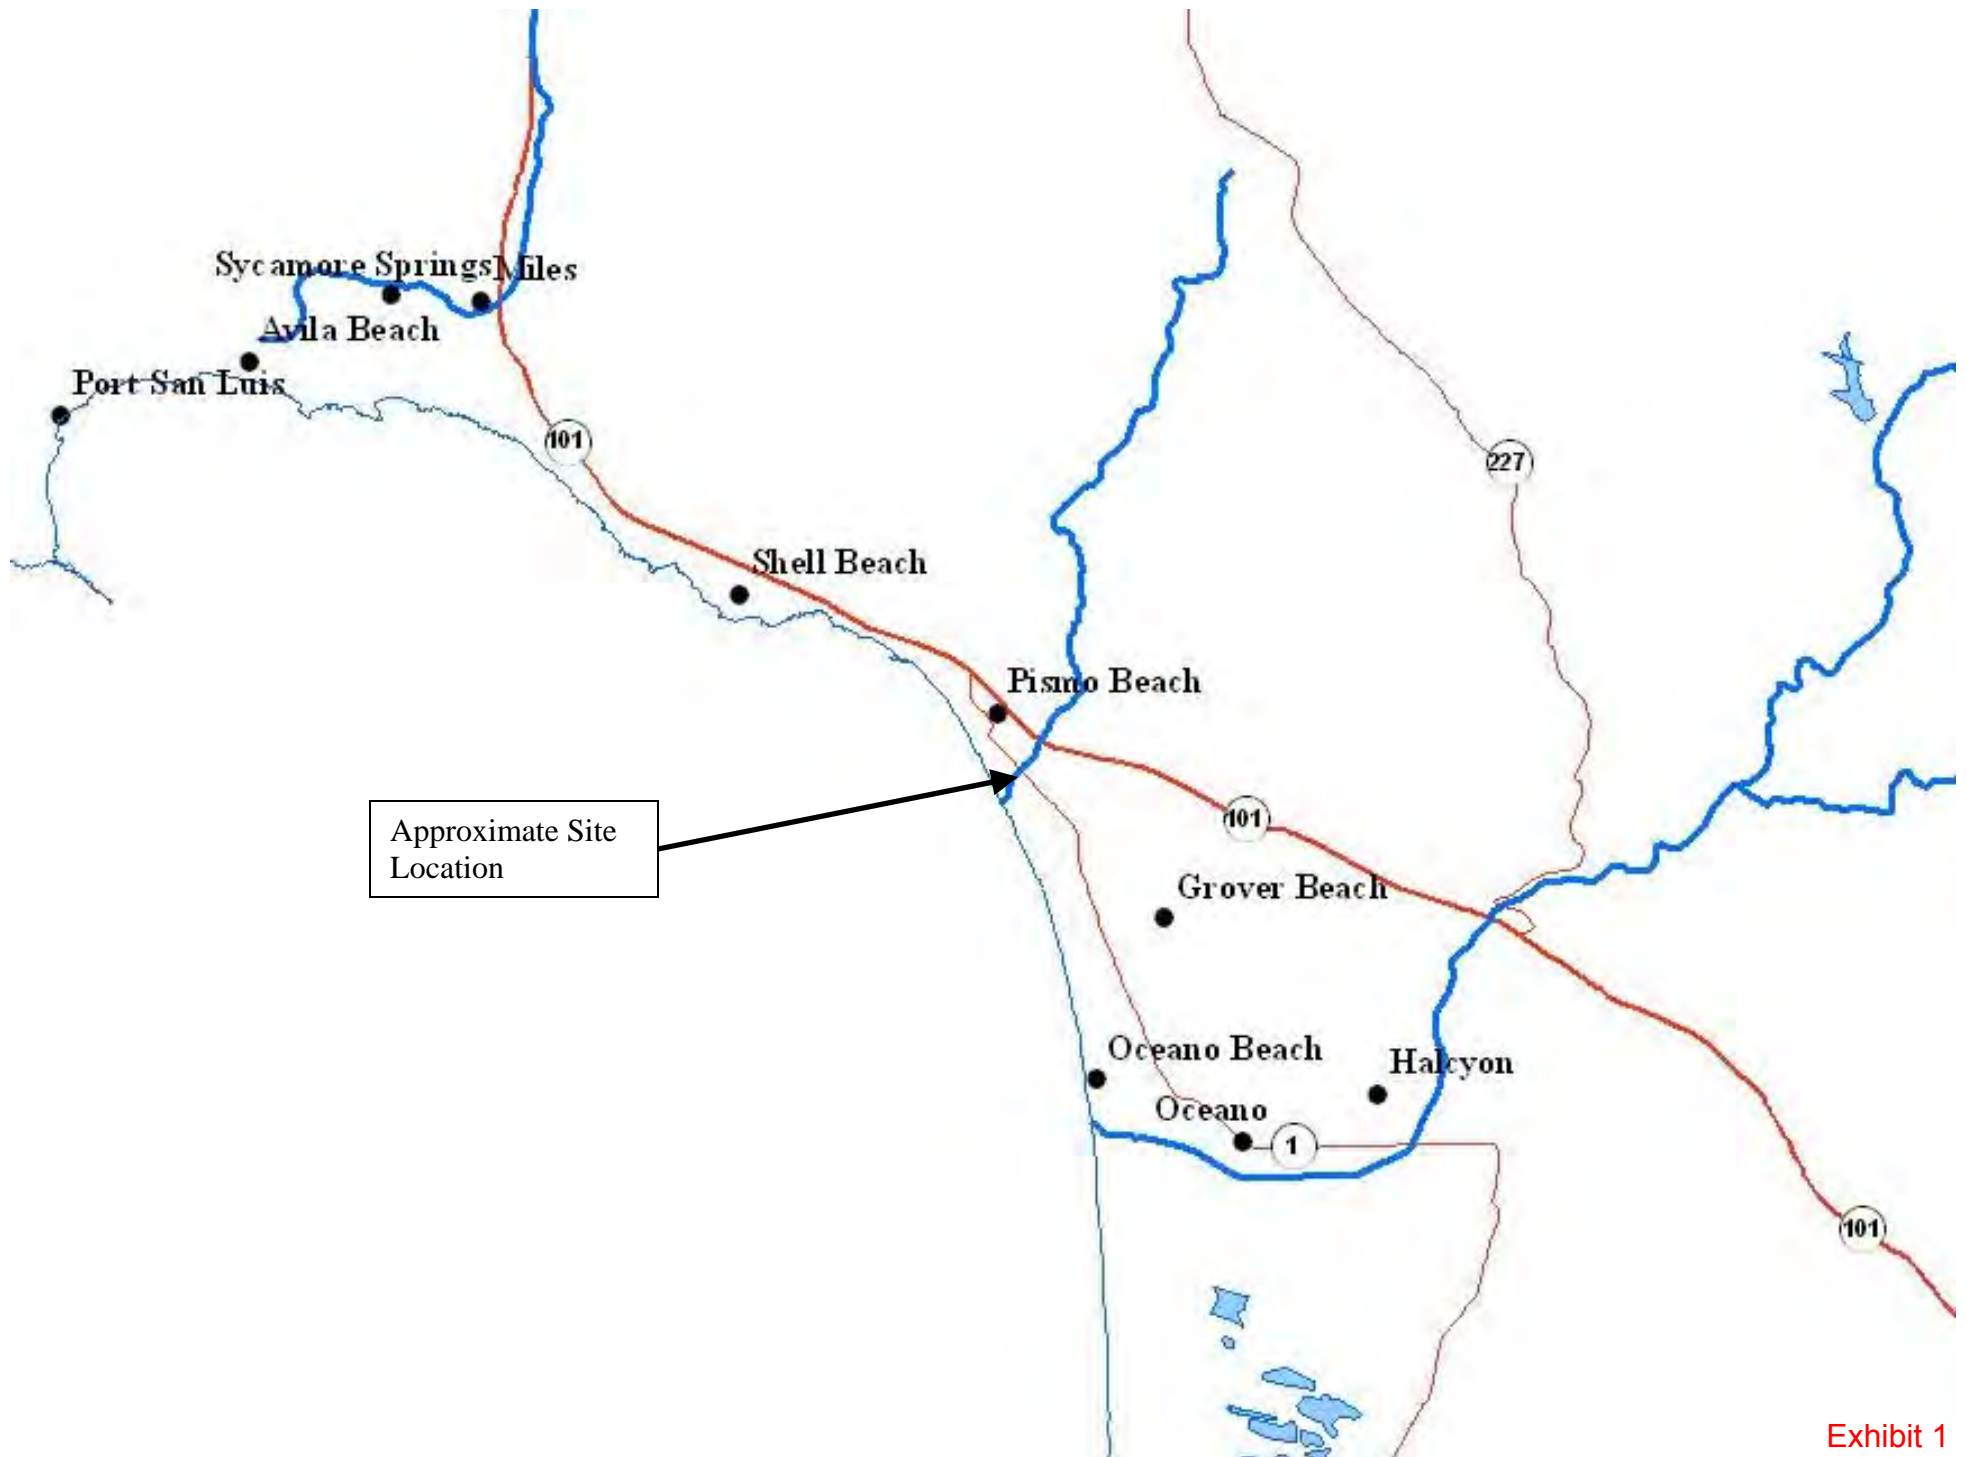 Sycamore Springs
Miles
Avila Beach
Port San Luis
101
227
Shell Beach
Pismo Beach
Approximate Site
Location
101
Grover Beach
Oceano Beach
Halcyon
Oceano
1
101
Exhibit 1